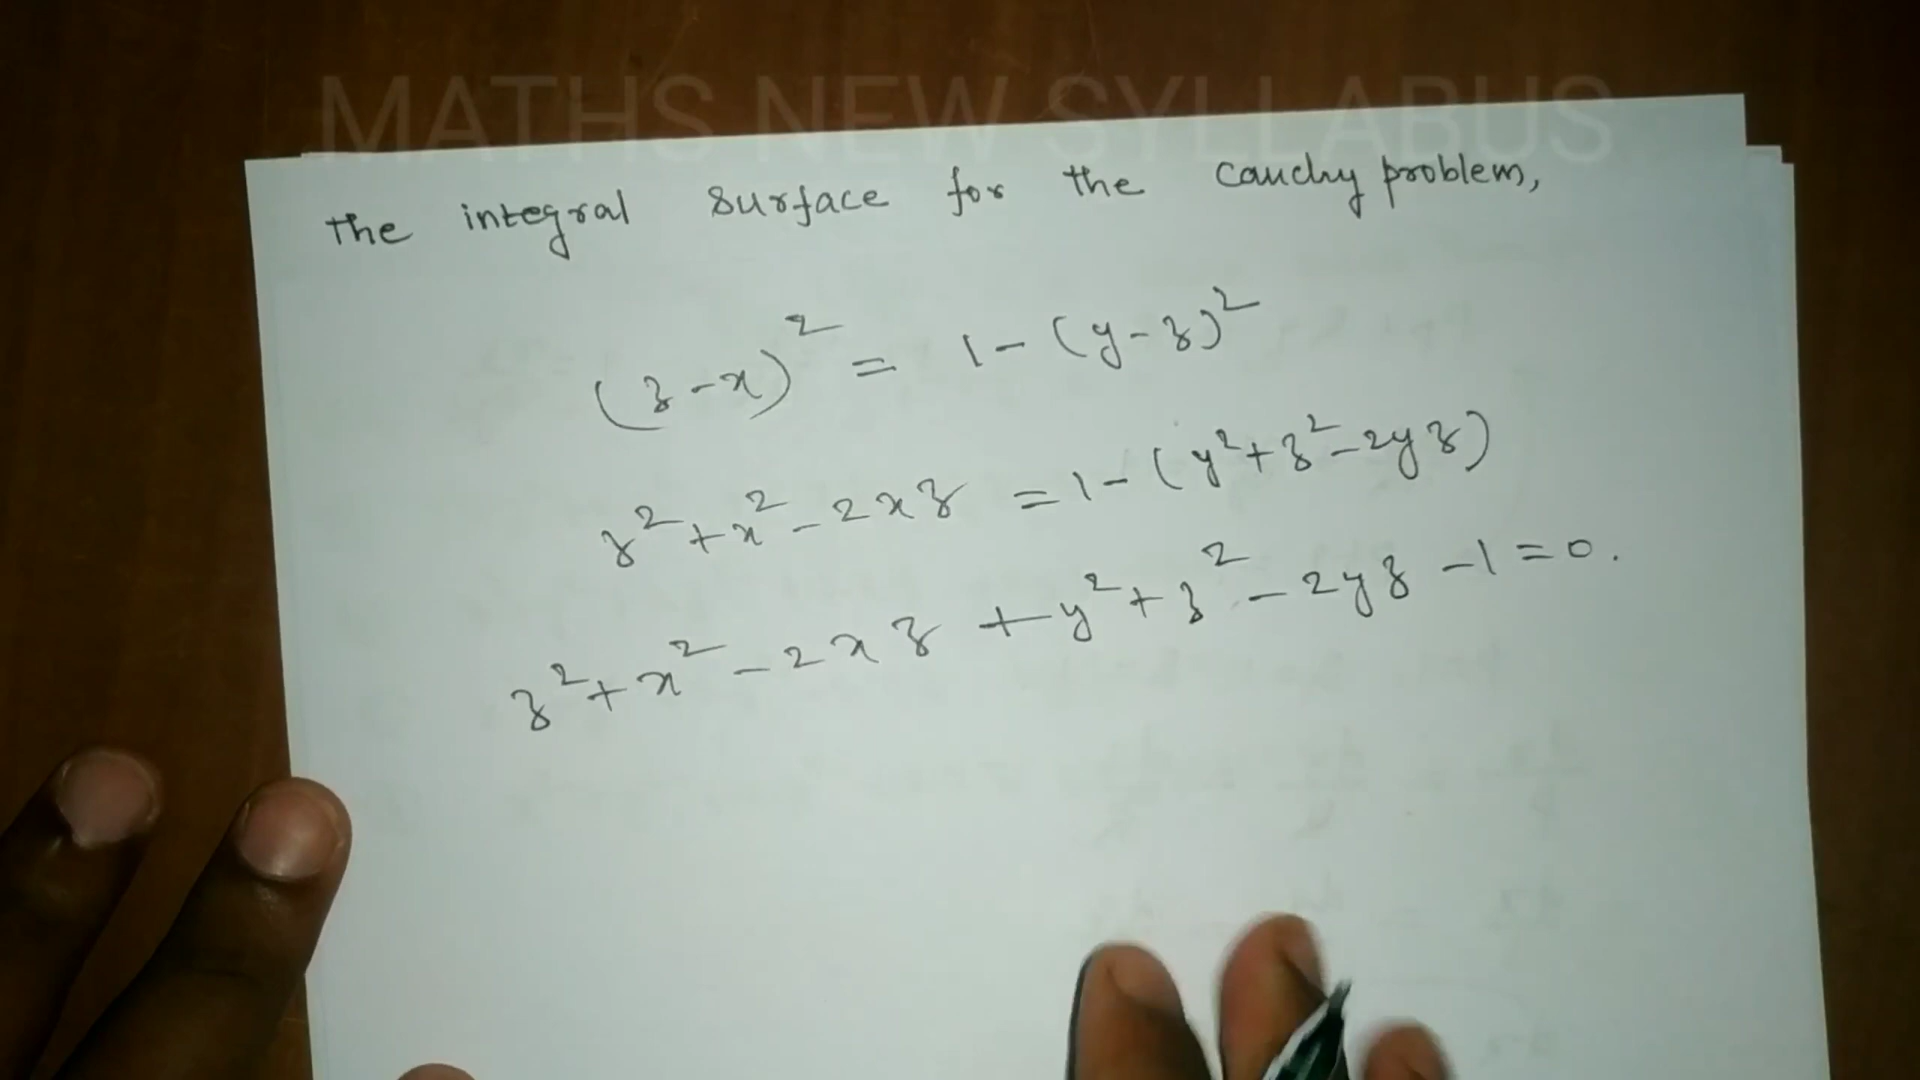 MATHS NEW SYLLABUS
The integral surface for the cauchy problem,
(z-x)² = 1-(y-z)²
z²+x²-2xz = 1-(y²+z²-2yz)
z²+x²-2xz+y²+z²-2yz-1=0.